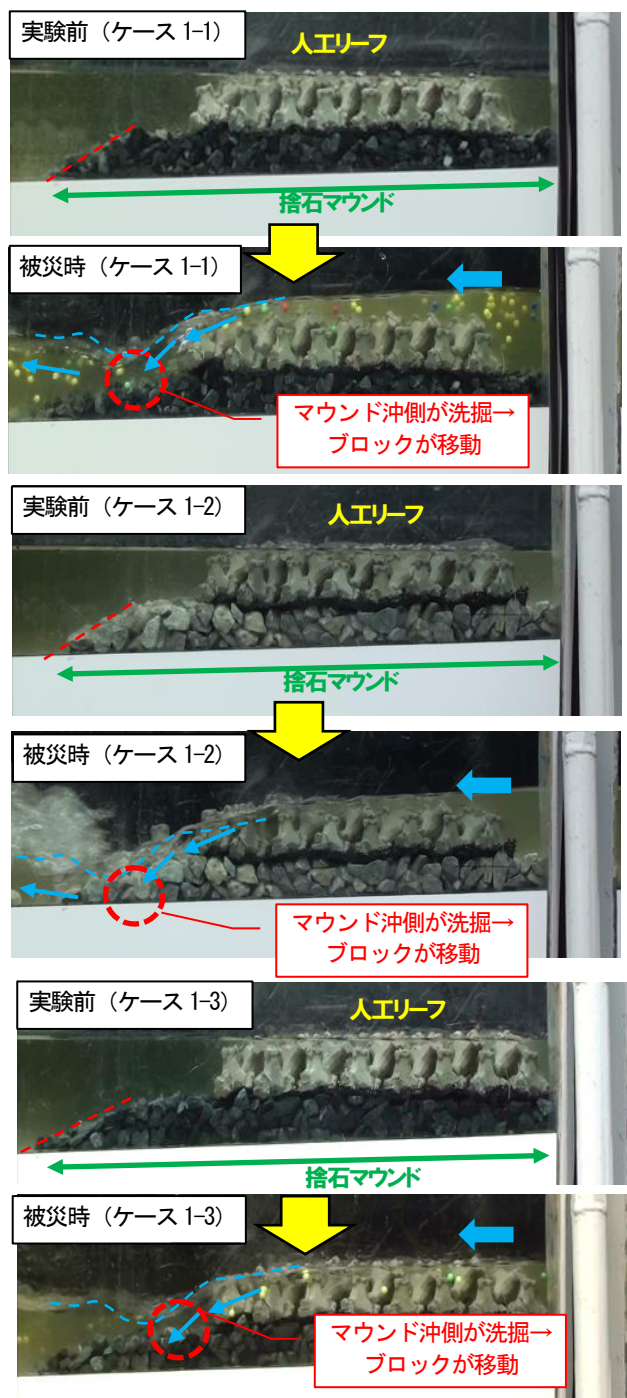 実験前（ケース 1-1）
人工リーフ
捨石マウンド
被災時（ケース 1-1）
マウンド沖側が洗掘→
ブロックが移動
実験前（ケース 1-2）
人工リーフ
捨石マウンド
被災時（ケース 1-2）
マウンド沖側が洗掘→
ブロックが移動
実験前（ケース 1-3）
人工リーフ
捨石マウンド
被災時（ケース 1-3）
マウンド沖側が洗掘→
ブロックが移動